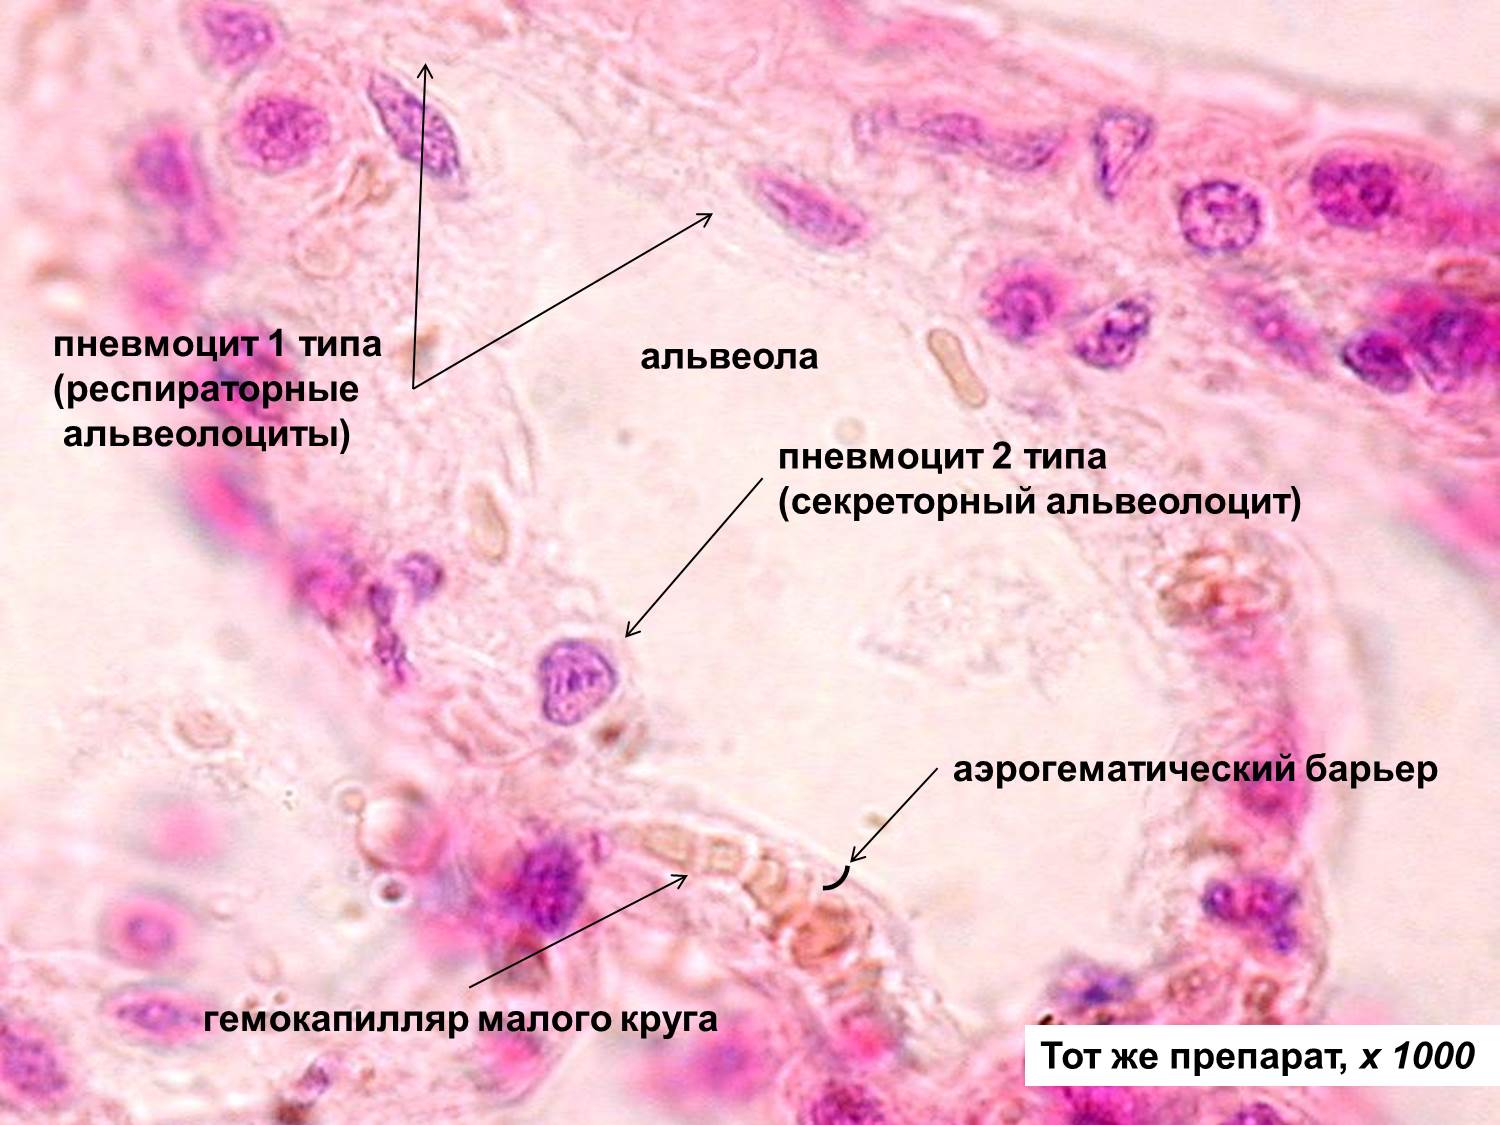 пневмоцит 1 типа
(респираторные
альвеолоциты)
альвеола
пневмоцит 2 типа
(секреторный альвеолоцит)
аэрогематический барьер
гемокапилляр малого круга
Тот же препарат, х 1000